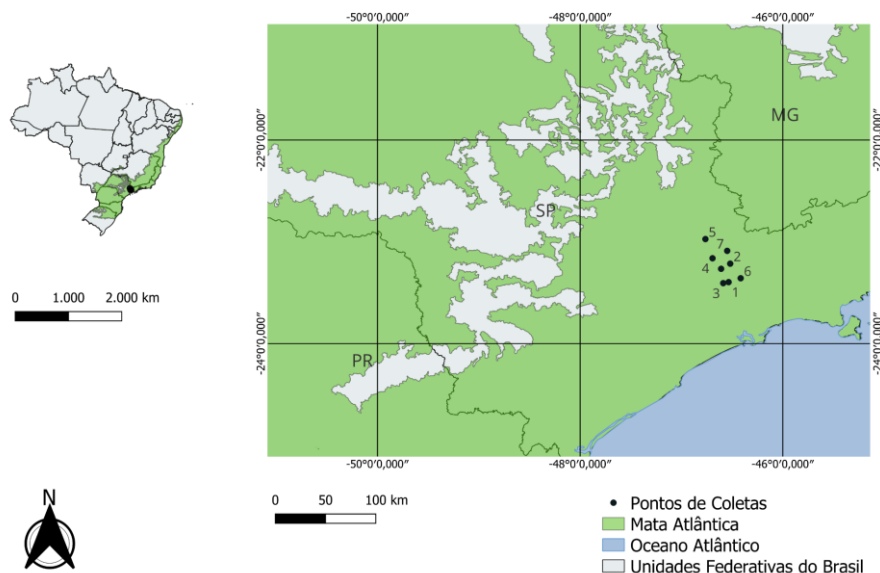 -50°0'0,000" -48°0'0,000" -46°0'0,000"
MG
-22°0'0,000" -22°0'0,000"
SP
5
7
2
4
6
3 1
0 1.000 2.000 km
-24°0'0,000" -24°0'0,000"
PR
-50°0'0,000" -48°0'0,000" -46°0'0,000"
N
0 50 100 km
Pontos de Coletas
Mata Atlântica
Oceano Atlântico
Unidades Federativas do Brasil